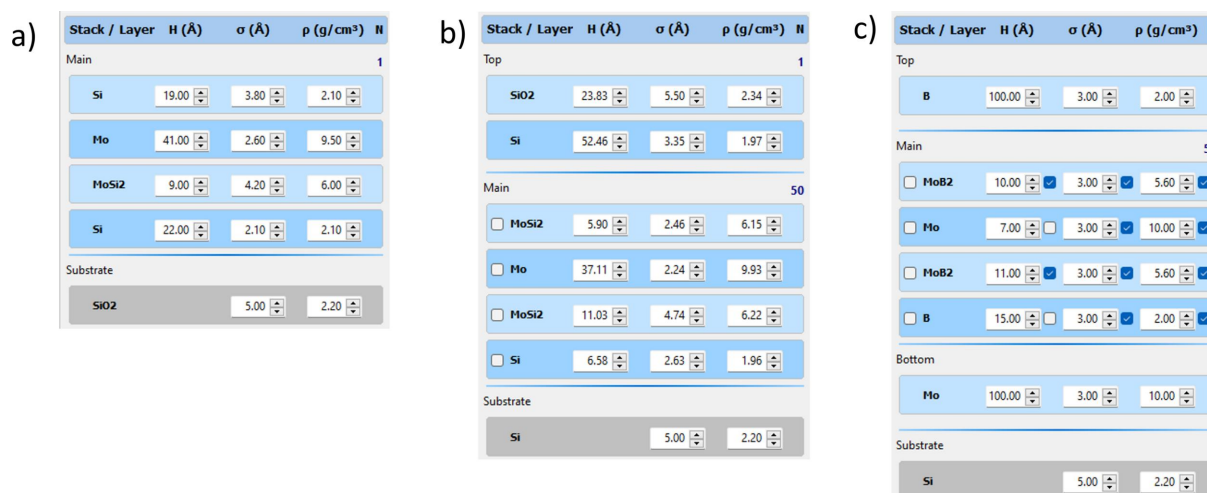 a)
Stack / Layer H (Å) σ (Å) ρ (g/cm³) N
Main 1
Si 19.00 3.80 2.10
Mo 41.00 2.60 9.50
MoSi2 9.00 4.20 6.00
Si 22.00 2.10 2.10
Substrate
SiO2 5.00 2.20
b)
Stack / Layer H (Å) σ (Å) ρ (g/cm³) N
Top 1
SiO2 23.83 5.50 2.34
Si 52.46 3.35 1.97
Main 50
MoSi2 5.90 2.46 6.15
Mo 37.11 2.24 9.93
MoSi2 11.03 4.74 6.22
Si 6.58 2.63 1.96
Substrate
Si 5.00 2.20
c)
Stack / Layer H (Å) σ (Å) ρ (g/cm³)
Top
B 100.00 3.00 2.00
Main
MoB2 10.00 3.00 5.60
Mo 7.00 3.00 10.00
MoB2 11.00 3.00 5.60
B 15.00 3.00 2.00
Bottom
Mo 100.00 3.00 10.00
Substrate
Si 5.00 2.20